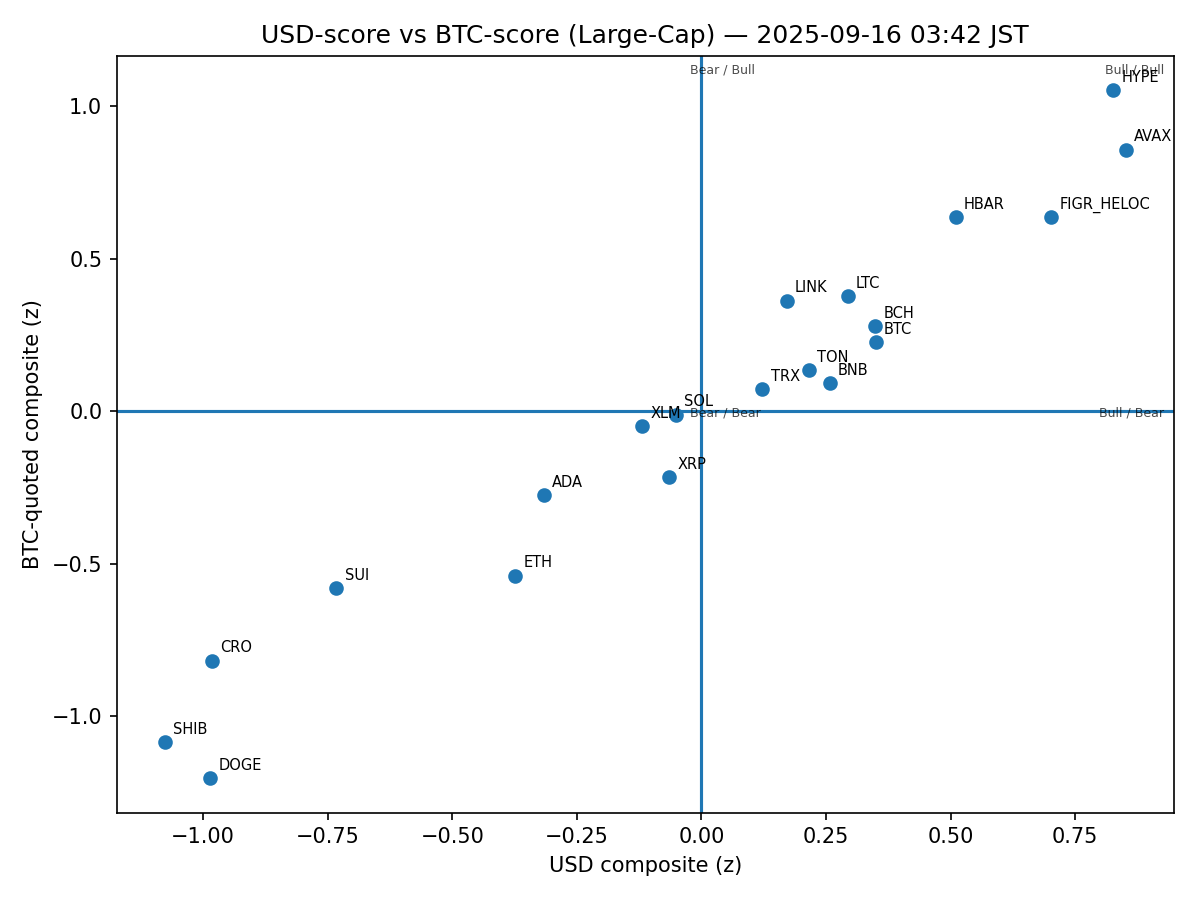 USD-score vs BTC-score (Large-Cap) — 2025-09-16 03:42 JST
Bear / Bull
Bull / Bull
HYPE
AVAX
HBAR
FIGR_HELOC
LINK
LTC
BCH
BTC
TON
BNB
TRX
SOL
XLM
Bear / Bear
Bull / Bear
XRP
ADA
ETH
SUI
CRO
SHIB
DOGE
1.0
0.5
0.0
−0.5
−1.0
BTC-quoted composite (z)
−1.00
−0.75
−0.50
−0.25
0.00
0.25
0.50
0.75
USD composite (z)